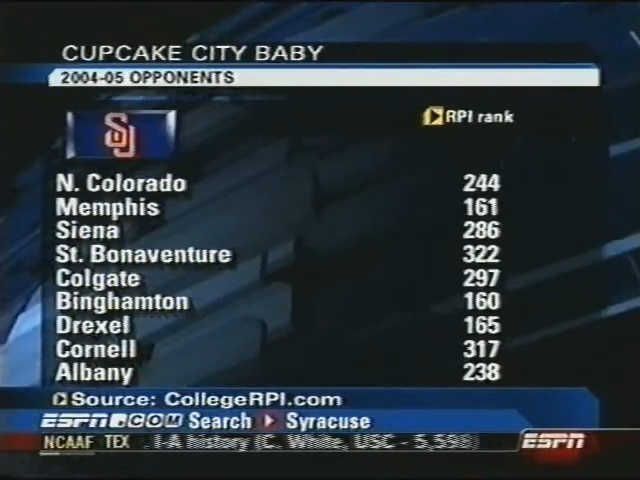 CUPCAKE CITY BABY
2004-05 OPPONENTS
SU
RPI rank
N. Colorado 244
Memphis 161
Siena 286
St. Bonaventure 322
Colgate 297
Binghamton 160
Drexel 165
Cornell 317
Albany 238
Source: CollegeRPI.com
ESPN.COM Search Syracuse
NCAAF TEX I-A history (C. White, USC - 5,598) ESPN